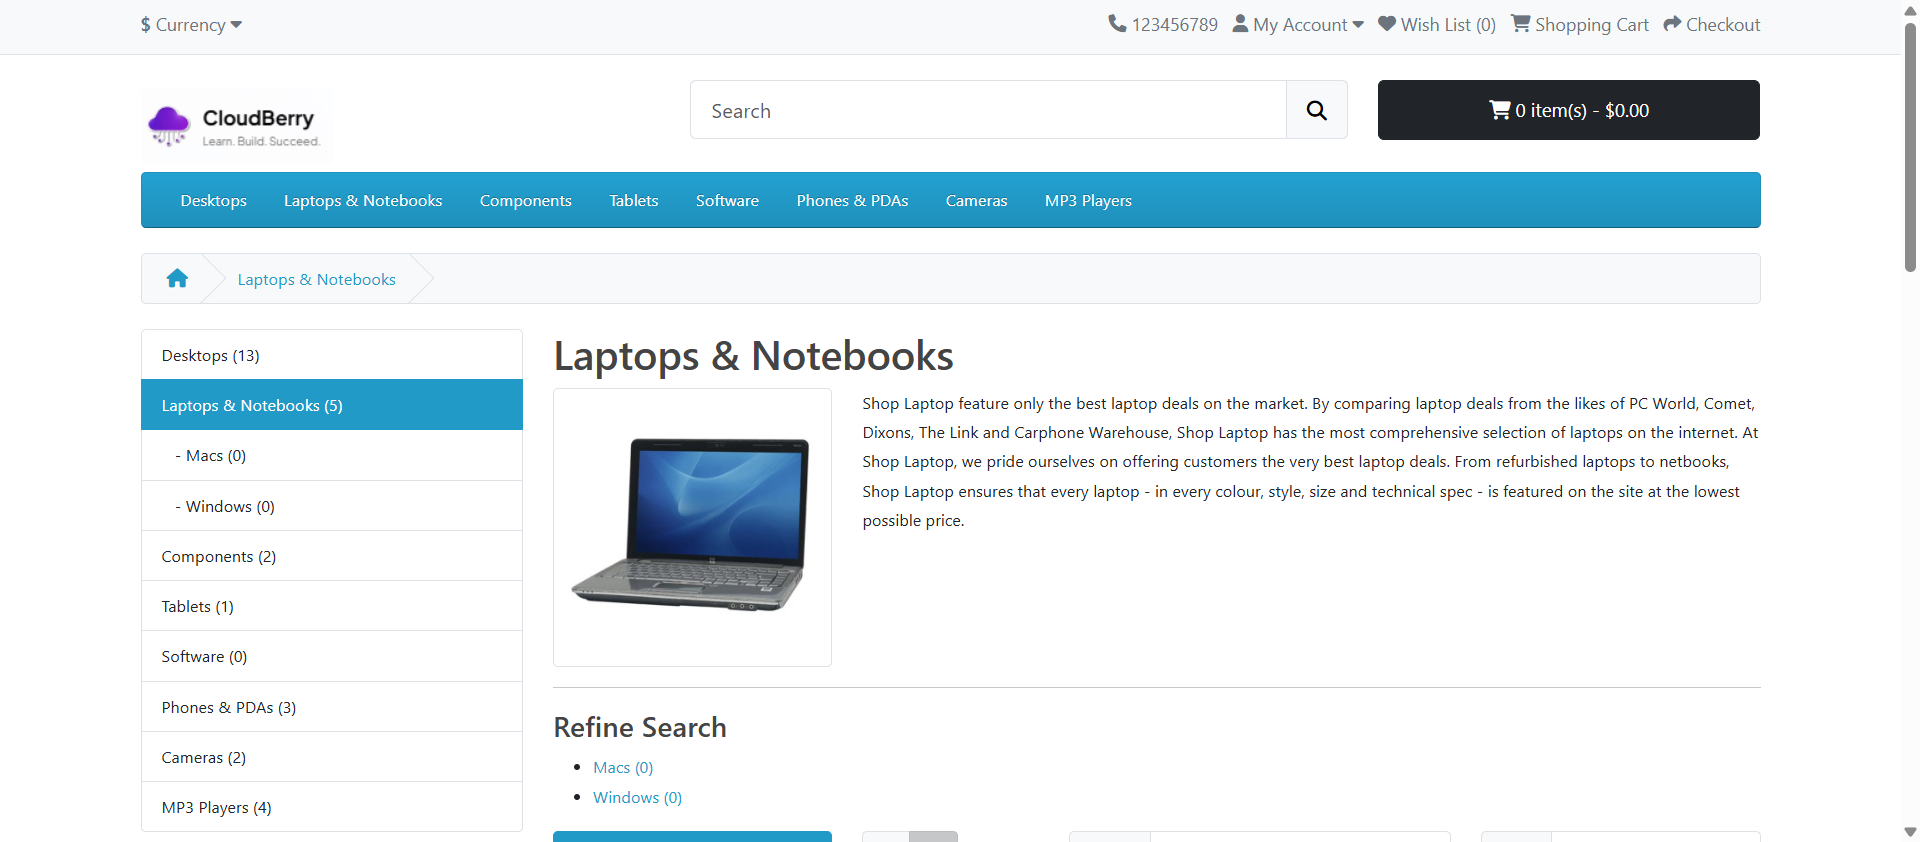 $ Currency
123456789 My Account Wish List (0) Shopping Cart Checkout
CloudBerry
Learn. Build. Succeed.
Search
0 item(s) - $0.00
Desktops Laptops & Notebooks Components Tablets Software Phones & PDAs Cameras MP3 Players
Laptops & Notebooks
Desktops (13)
Laptops & Notebooks (5)
- Macs (0)
- Windows (0)
Components (2)
Tablets (1)
Software (0)
Phones & PDAs (3)
Cameras (2)
MP3 Players (4)
Laptops & Notebooks
Shop Laptop feature only the best laptop deals on the market. By comparing laptop deals from the likes of PC World, Comet,
Dixons, The Link and Carphone Warehouse, Shop Laptop has the most comprehensive selection of laptops on the internet. At
Shop Laptop, we pride ourselves on offering customers the very best laptop deals. From refurbished laptops to netbooks,
Shop Laptop ensures that every laptop - in every colour, style, size and technical spec - is featured on the site at the lowest
possible price.
Refine Search
Macs (0)
Windows (0)